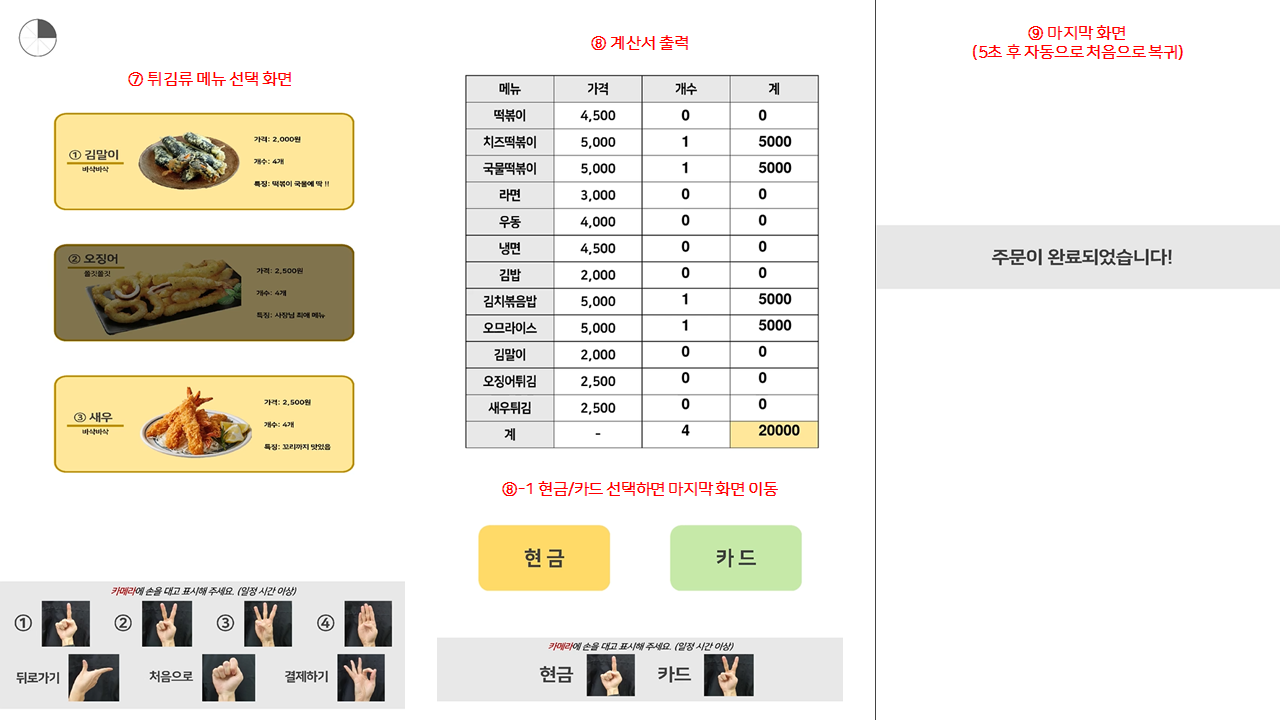 ⑦ 튀김류 메뉴 선택 화면
① 김말이
바삭바삭
가격: 2,000원
개수: 4개
특징: 떡볶이 국물에 딱 !!
② 오징어
쫄깃쫄깃
가격: 2,500원
개수: 4개
특징: 사장님 최애 메뉴
③ 새우
바삭바삭
가격: 2,500원
개수: 4개
특징: 꼬리까지 맛있음
카메라에 손을 대고 표시해 주세요. (일정 시간 이상)
① ② ③ ④
뒤로가기 처음으로 결제하기
⑧ 계산서 출력
메뉴 가격 개수 계
떡볶이 4,500 0 0
치즈떡볶이 5,000 1 5000
국물떡볶이 5,000 1 5000
라면 3,000 0 0
우동 4,000 0 0
냉면 4,500 0 0
김밥 2,000 0 0
김치볶음밥 5,000 1 5000
오므라이스 5,000 1 5000
김말이 2,000 0 0
오징어튀김 2,500 0 0
새우튀김 2,500 0 0
계 - 4 20000
⑧-1 현금/카드 선택하면 마지막 화면 이동
현금 카드
카메라에 손을 대고 표시해 주세요. (일정 시간 이상)
현금 카드
⑨ 마지막 화면
(5초 후 자동으로 처음으로 복귀)
주문이 완료되었습니다!